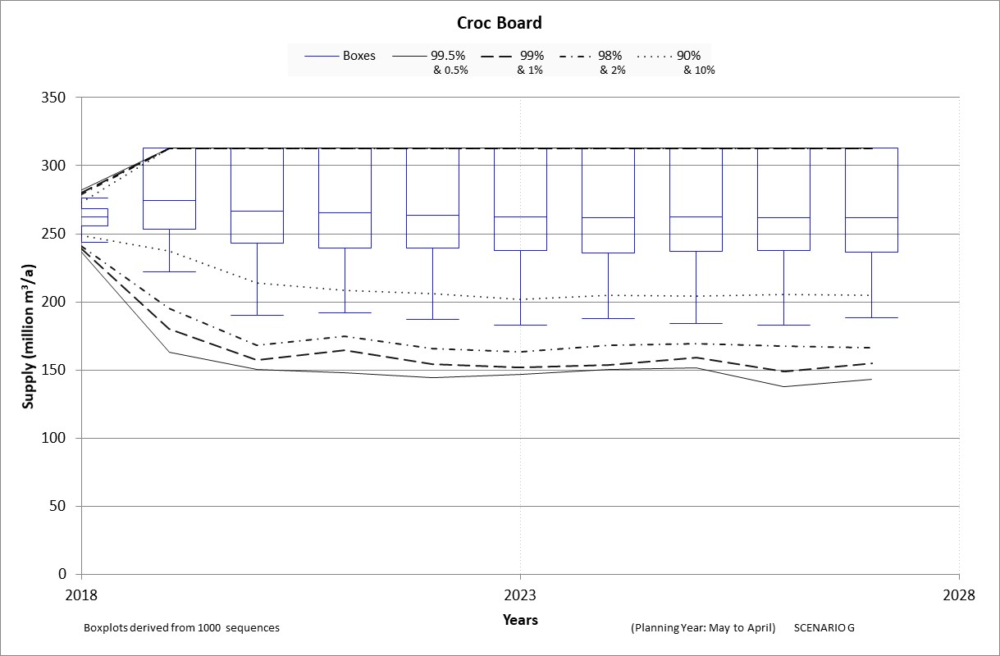 Croc Board
Boxes 99.5% 99% 98% 90%
& 0.5% & 1% & 2% & 10%
350
300
250
200
150
100
50
0
Supply (million m³/a)
2018 2023 2028
Years
Boxplots derived from 1000 sequences (Planning Year: May to April) SCENARIO G